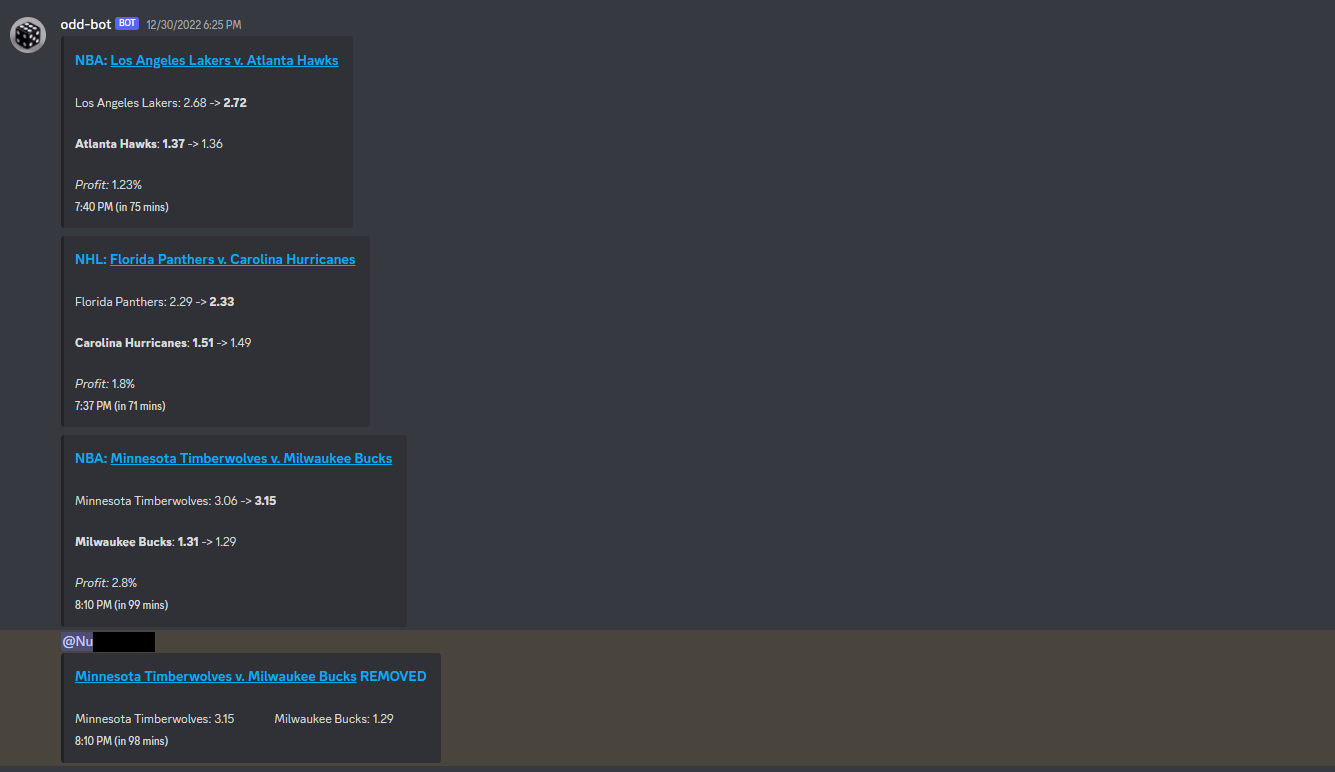 odd-bot BOT 12/30/2022 6:25 PM
NBA: Los Angeles Lakers v. Atlanta Hawks
Los Angeles Lakers: 2.68 -> 2.72
Atlanta Hawks: 1.37 -> 1.36
Profit: 1.23%
7:40 PM (in 75 mins)
NHL: Florida Panthers v. Carolina Hurricanes
Florida Panthers: 2.29 -> 2.33
Carolina Hurricanes: 1.51 -> 1.49
Profit: 1.8%
7:37 PM (in 71 mins)
NBA: Minnesota Timberwolves v. Milwaukee Bucks
Minnesota Timberwolves: 3.06 -> 3.15
Milwaukee Bucks: 1.31 -> 1.29
Profit: 2.8%
8:10 PM (in 99 mins)
@Nu
Minnesota Timberwolves v. Milwaukee Bucks REMOVED
Minnesota Timberwolves: 3.15 Milwaukee Bucks: 1.29
8:10 PM (in 98 mins)